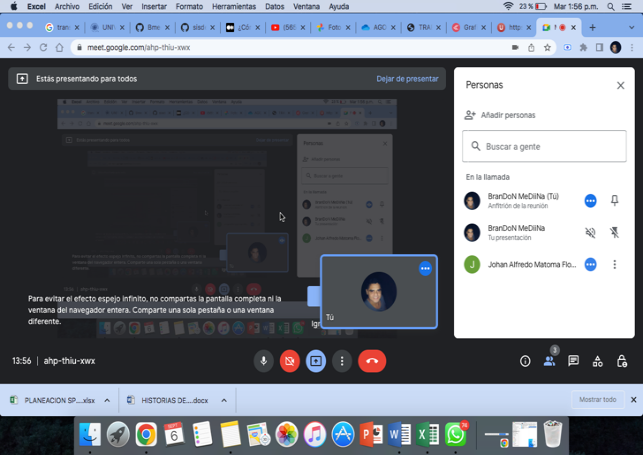 Excel Archivo Edición Ver Insertar Formato Herramientas Datos Ventana Ayuda
23 % Mar 1:56 p. m.
meet.google.com/ahp-thiu-xwx
Estás presentando para todos
Dejar de presentar
Para evitar el efecto espejo infinito, no compartas la pantalla completa ni la
ventana del navegador entera. Comparte una sola pestaña o una ventana
diferente.
Tú
Personas
Añadir personas
Buscar a gente
En la llamada
BranDoN MeDIiNa (Tú)
Anfitrión de la reunión
BranDoN MeDIiNa
Tu presentación
J
Johan Alfredo Matoma Flo...
13:56 | ahp-thiu-xwx
3
PLANEACION SP....xlsx
HISTORIAS DE....docx
Mostrar todo
SEP
6